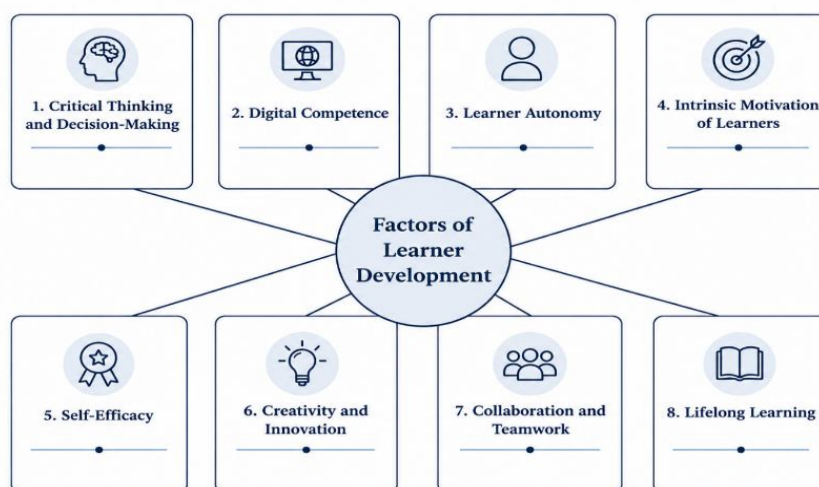 1. Critical Thinking
and Decision-Making
2. Digital Competence
3. Learner Autonomy
4. Intrinsic Motivation
of Learners
Factors of
Learner
Development
5. Self-Efficacy
6. Creativity and
Innovation
7. Collaboration and
Teamwork
8. Lifelong Learning